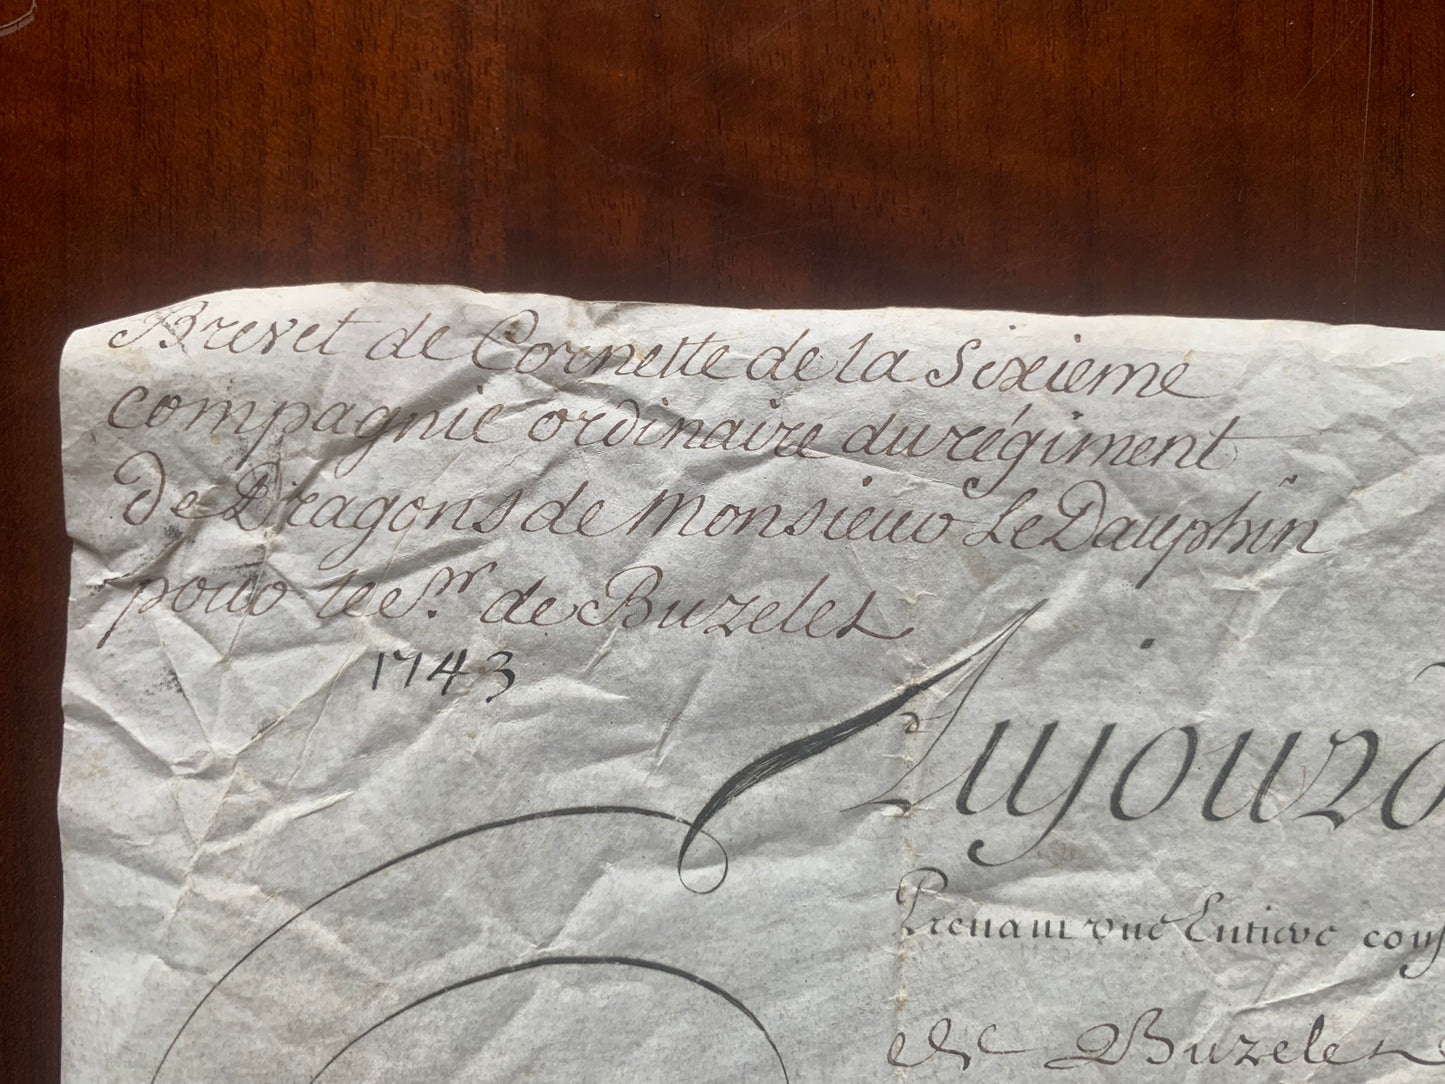 Brevet de Cornette de la Sixieme
compagnie ordinaire du régiment
de Dragons de Monsieur Le Dauphin
pour le S.r de Buzelet
1743
Aujourd
Prenant une Entiere conf
de Buzelet